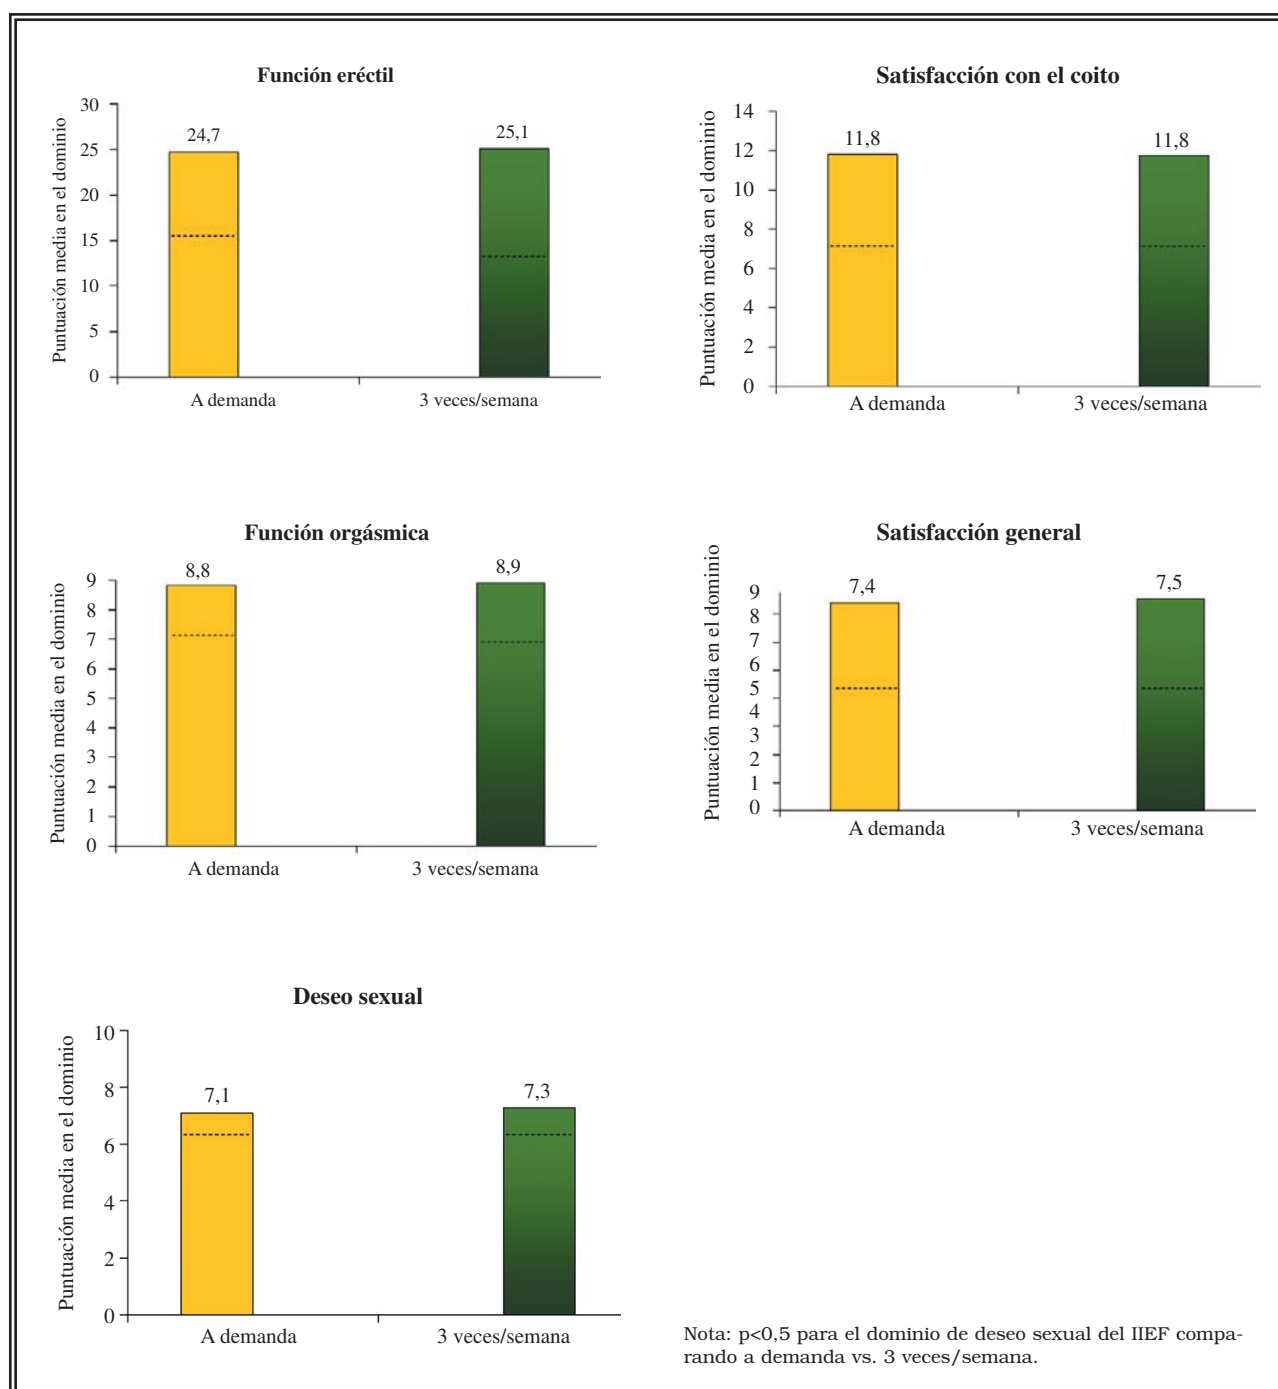 Función eréctil
Puntuación media en el dominio
30
25
20
15
10
5
0
24,7
25,1
A demanda
3 veces/semana
Satisfacción con el coito
Puntuación media en el dominio
14
12
10
8
6
4
2
0
11,8
11,8
A demanda
3 veces/semana
Función orgásmica
Puntuación media en el dominio
9
8
7
6
5
4
3
2
1
0
8,8
8,9
A demanda
3 veces/semana
Satisfacción general
Puntuación media en el dominio
9
8
7
6
5
4
3
2
1
0
7,4
7,5
A demanda
3 veces/semana
Deseo sexual
Puntuación media en el dominio
10
8
6
4
2
0
7,1
7,3
A demanda
3 veces/semana
Nota: p<0,5 para el dominio de deseo sexual del IIEF compa-
rando a demanda vs. 3 veces/semana.